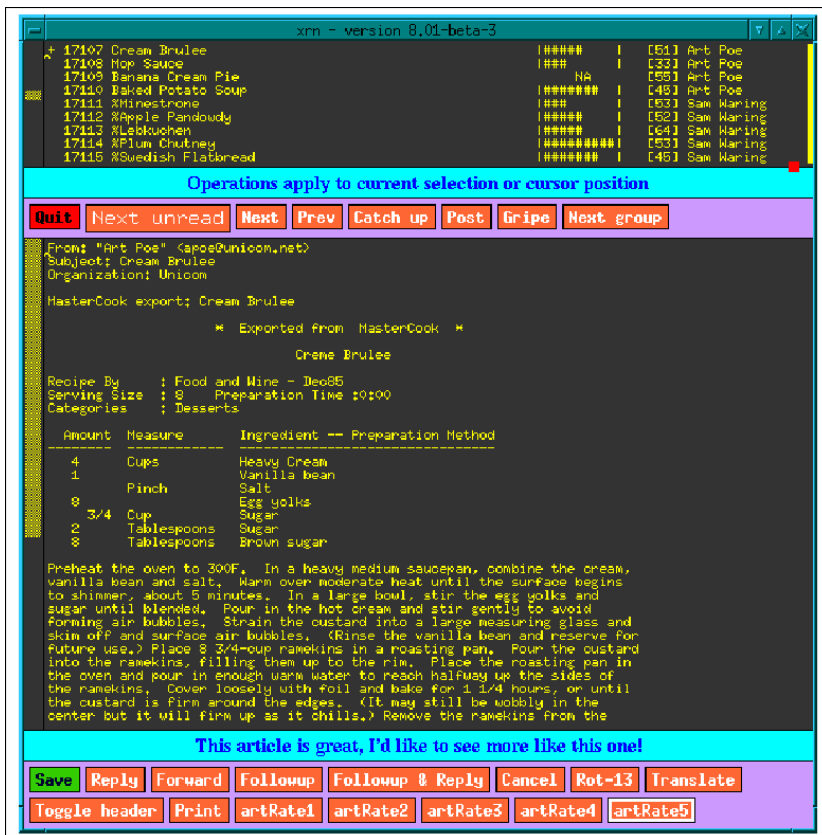 xrn - version 8.01-beta-3
+ 17107 Cream Brulee |##### | [51] Art Poe
17108 Mop Sauce |### | [33] Art Poe
17109 Banana Cream Pie NA [55] Art Poe
17110 Baked Potato Soup |####### | [45] Art Poe
17111 %Minestrone |### | [53] Sam Waring
17112 %Apple Pandowdy |##### | [52] Sam Waring
17113 %Lebkuchen |##### | [64] Sam Waring
17114 %Plum Chutney |#########| [53] Sam Waring
17115 %Swedish Flatbread |####### | [45] Sam Waring
Operations apply to current selection or cursor position
Quit Next unread Next Prev Catch up Post Gripe Next group
From: "Art Poe" <apoe@unicom.net>
Subject: Cream Brulee
Organization: Unicom
MasterCook export: Cream Brulee
* Exported from MasterCook *
Creme Brulee
Recipe By : Food and Wine - Dec85
Serving Size : 8 Preparation Time :0:00
Categories : Desserts
Amount Measure Ingredient -- Preparation Method
-------- ------------ --------------------------------
4 Cups Heavy Cream
1 Vanilla bean
Pinch Salt
8 Egg yolks
3/4 Cup Sugar
2 Tablespoons Sugar
8 Tablespoons Brown sugar
Preheat the oven to 300F. In a heavy medium saucepan, combine the cream,
vanilla bean and salt. Warm over moderate heat until the surface begins
to shimmer, about 5 minutes. In a large bowl, stir the egg yolks and
sugar until blended. Pour in the hot cream and stir gently to avoid
forming air bubbles. Strain the custard into a large measuring glass and
skim off and surface air bubbles. (Rinse the vanilla bean and reserve for
future use.) Place 8 3/4-cup ramekins in a roasting pan. Pour the custard
into the ramekins, filling them up to the rim. Place the roasting pan in
the oven and pour in enough warm water to reach halfway up the sides of
the ramekins. Cover loosely with foil and bake for 1 1/4 hours, or until
the custard is firm around the edges. (It may still be wobbly in the
center but it will firm up as it chills.) Remove the ramekins from the
This article is great, I'd like to see more like this one!
Save Reply Forward Followup Followup & Reply Cancel Rot-13 Translate
Toggle header Print artRate1 artRate2 artRate3 artRate4 artRate5